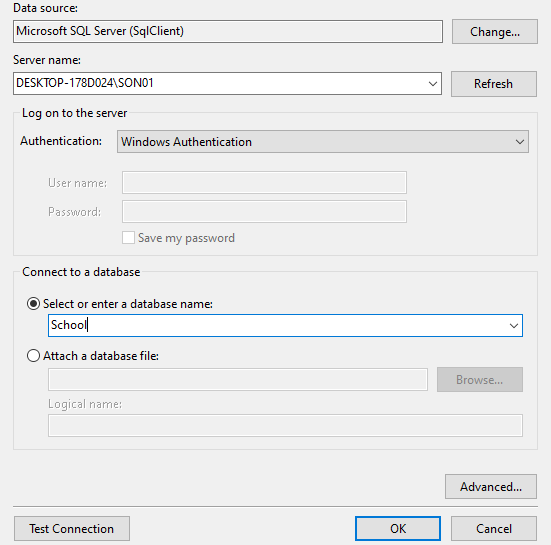 Data source:
Microsoft SQL Server (SqlClient)
Change...
Server name:
DESKTOP-178D024\SON01
Refresh
Log on to the server
Authentication:
Windows Authentication
User name:
Password:
Save my password
Connect to a database
Select or enter a database name:
School
Attach a database file:
Browse...
Logical name:
Advanced...
Test Connection
OK
Cancel